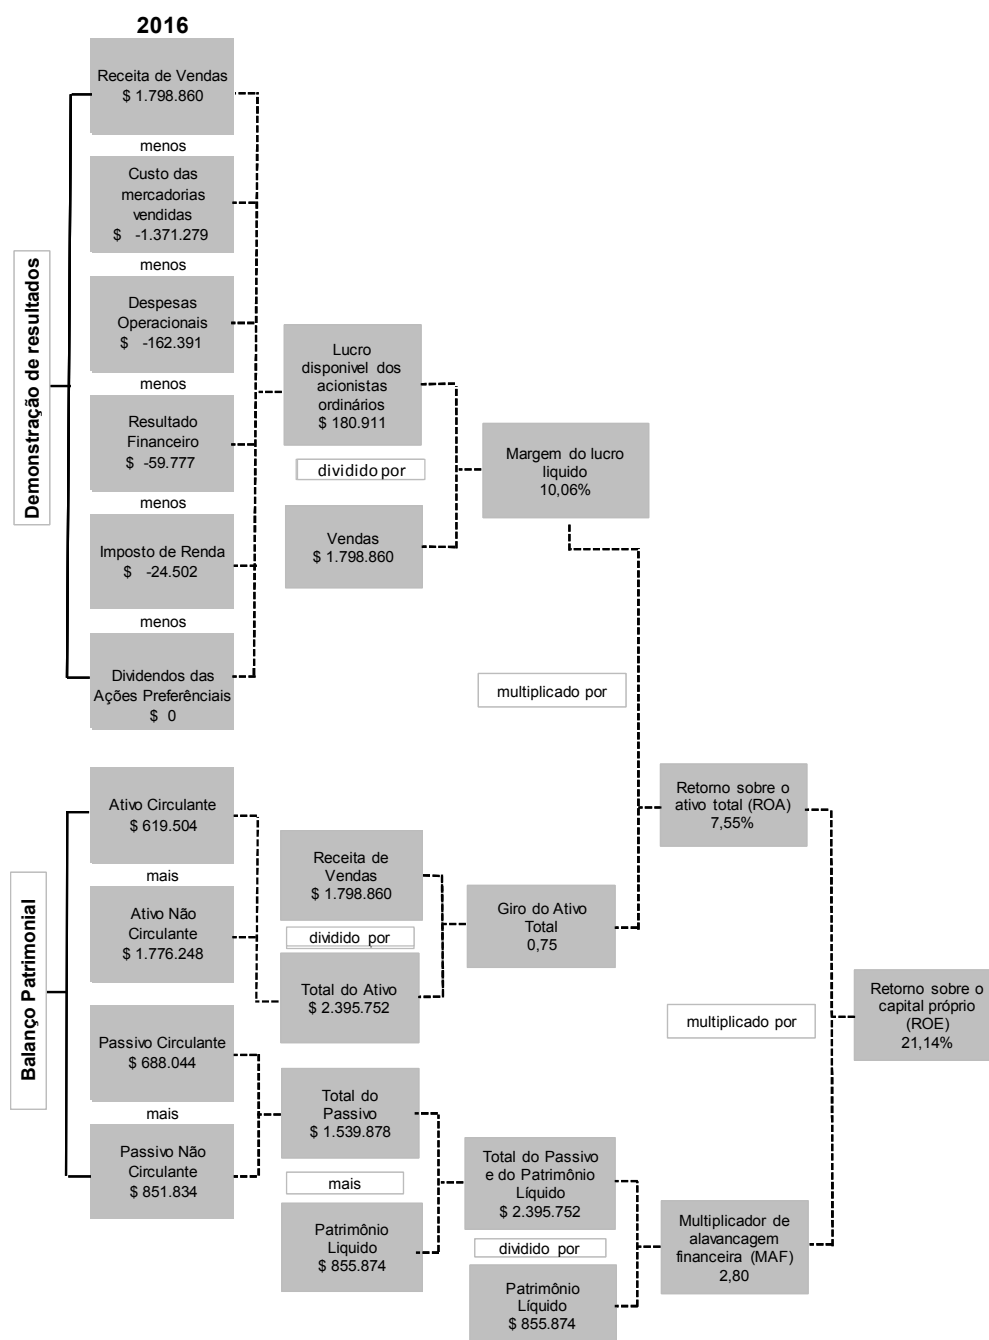 2016
Demonstração de resultados
Receita de Vendas
$ 1.798.860
menos
Custo das
mercadorias
vendidas
$ -1.371.279
menos
Despesas
Operacionais
$ -162.391
menos
Resultado
Financeiro
$ -59.777
menos
Imposto de Renda
$ -24.502
menos
Dividendos das
Ações Preferênciais
$ 0
Lucro
disponivel dos
acionistas
ordinários
$ 180.911
dividido por
Vendas
$ 1.798.860
Margem do lucro
liquido
10,06%
multiplicado por
Balanço Patrimonial
Ativo Circulante
$ 619.504
mais
Ativo Não
Circulante
$ 1.776.248
Passivo Circulante
$ 688.044
mais
Passivo Não
Circulante
$ 851.834
Receita de
Vendas
$ 1.798.860
dividido por
Total do Ativo
$ 2.395.752
Giro do Ativo
Total
0,75
Retorno sobre o
ativo total (ROA)
7,55%
Total do
Passivo
$ 1.539.878
mais
Patrimônio
Liquido
$ 855.874
Total do Passivo
e do Patrimônio
Líquido
$ 2.395.752
dividido por
Patrimônio
Líquido
$ 855.874
Multiplicador de
alavancagem
financeira (MAF)
2,80
multiplicado por
Retorno sobre o
capital próprio
(ROE)
21,14%